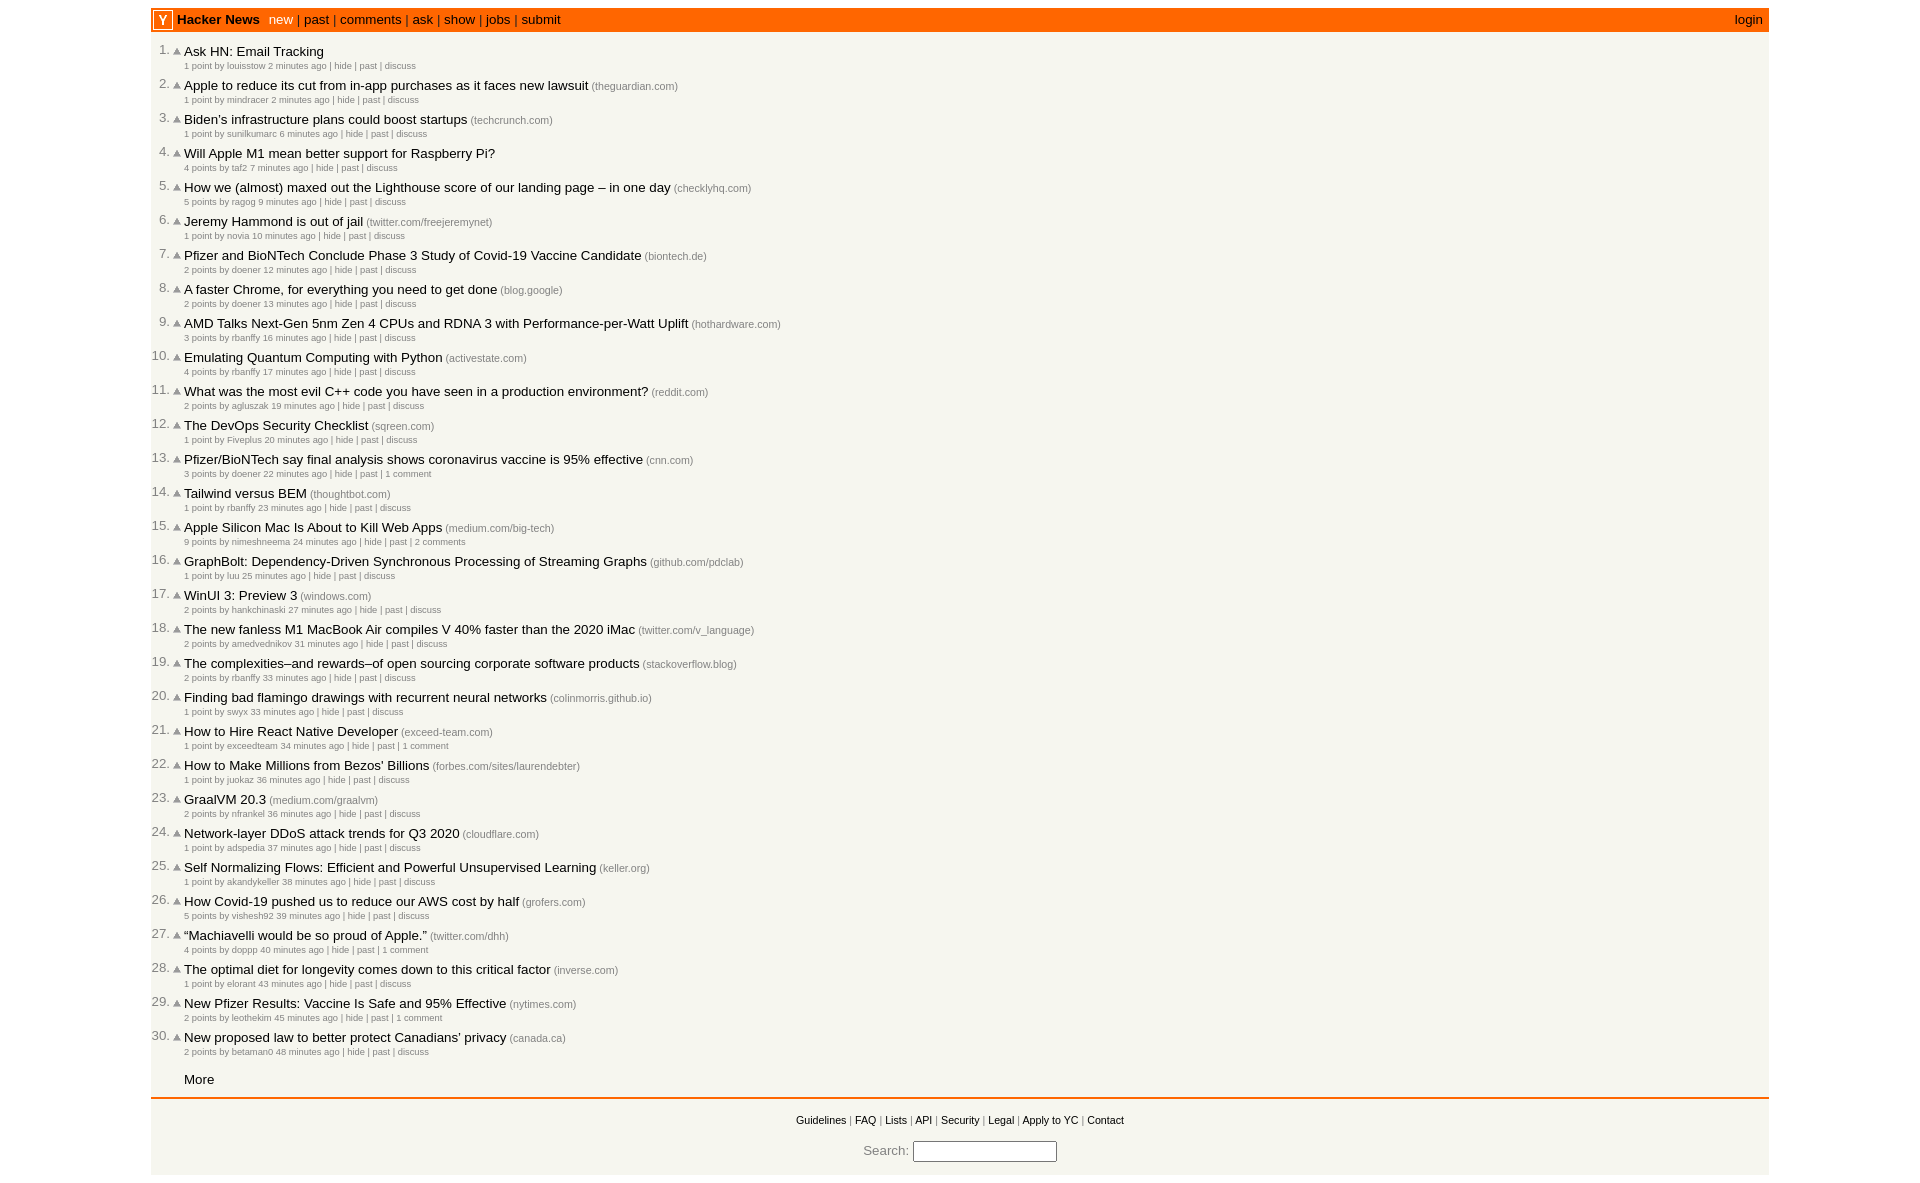 Y Hacker News new | past | comments | ask | show | jobs | submit login
1. Ask HN: Email Tracking
1 point by louisstow 2 minutes ago | hide | past | discuss
2. Apple to reduce its cut from in-app purchases as it faces new lawsuit (theguardian.com)
1 point by mindracer 2 minutes ago | hide | past | discuss
3. Biden's infrastructure plans could boost startups (techcrunch.com)
1 point by sunilkumarc 6 minutes ago | hide | past | discuss
4. Will Apple M1 mean better support for Raspberry Pi?
4 points by taf2 7 minutes ago | hide | past | discuss
5. How we (almost) maxed out the Lighthouse score of our landing page – in one day (checklyhq.com)
5 points by ragog 9 minutes ago | hide | past | discuss
6. Jeremy Hammond is out of jail (twitter.com/freejeremynet)
1 point by novia 10 minutes ago | hide | past | discuss
7. Pfizer and BioNTech Conclude Phase 3 Study of Covid-19 Vaccine Candidate (biontech.de)
2 points by doener 12 minutes ago | hide | past | discuss
8. A faster Chrome, for everything you need to get done (blog.google)
2 points by doener 13 minutes ago | hide | past | discuss
9. AMD Talks Next-Gen 5nm Zen 4 CPUs and RDNA 3 with Performance-per-Watt Uplift (hothardware.com)
3 points by rbanffy 16 minutes ago | hide | past | discuss
10. Emulating Quantum Computing with Python (activestate.com)
4 points by rbanffy 17 minutes ago | hide | past | discuss
11. What was the most evil C++ code you have seen in a production environment? (reddit.com)
2 points by agluszak 19 minutes ago | hide | past | discuss
12. The DevOps Security Checklist (sqreen.com)
1 point by Fiveplus 20 minutes ago | hide | past | discuss
13. Pfizer/BioNTech say final analysis shows coronavirus vaccine is 95% effective (cnn.com)
3 points by doener 22 minutes ago | hide | past | 1 comment
14. Tailwind versus BEM (thoughtbot.com)
1 point by rbanffy 23 minutes ago | hide | past | discuss
15. Apple Silicon Mac Is About to Kill Web Apps (medium.com/big-tech)
9 points by nimeshneema 24 minutes ago | hide | past | 2 comments
16. GraphBolt: Dependency-Driven Synchronous Processing of Streaming Graphs (github.com/pdclab)
1 point by luu 25 minutes ago | hide | past | discuss
17. WinUI 3: Preview 3 (windows.com)
2 points by hankchinaski 27 minutes ago | hide | past | discuss
18. The new fanless M1 MacBook Air compiles V 40% faster than the 2020 iMac (twitter.com/v_language)
2 points by amedvednikov 31 minutes ago | hide | past | discuss
19. The complexities–and rewards–of open sourcing corporate software products (stackoverflow.blog)
2 points by rbanffy 33 minutes ago | hide | past | discuss
20. Finding bad flamingo drawings with recurrent neural networks (colinmorris.github.io)
1 point by swyx 33 minutes ago | hide | past | discuss
21. How to Hire React Native Developer (exceed-team.com)
1 point by exceedteam 34 minutes ago | hide | past | 1 comment
22. How to Make Millions from Bezos' Billions (forbes.com/sites/laurendebter)
1 point by juokaz 36 minutes ago | hide | past | discuss
23. GraalVM 20.3 (medium.com/graalvm)
2 points by nfrankel 36 minutes ago | hide | past | discuss
24. Network-layer DDoS attack trends for Q3 2020 (cloudflare.com)
1 point by adspedia 37 minutes ago | hide | past | discuss
25. Self Normalizing Flows: Efficient and Powerful Unsupervised Learning (keller.org)
1 point by akandykeller 38 minutes ago | hide | past | discuss
26. How Covid-19 pushed us to reduce our AWS cost by half (grofers.com)
5 points by vishesh92 39 minutes ago | hide | past | discuss
27. “Machiavelli would be so proud of Apple.” (twitter.com/dhh)
4 points by doppp 40 minutes ago | hide | past | 1 comment
28. The optimal diet for longevity comes down to this critical factor (inverse.com)
1 point by elorant 43 minutes ago | hide | past | discuss
29. New Pfizer Results: Vaccine Is Safe and 95% Effective (nytimes.com)
2 points by leothekim 45 minutes ago | hide | past | 1 comment
30. New proposed law to better protect Canadians' privacy (canada.ca)
2 points by betaman0 48 minutes ago | hide | past | discuss
More
Guidelines | FAQ | Lists | API | Security | Legal | Apply to YC | Contact
Search: